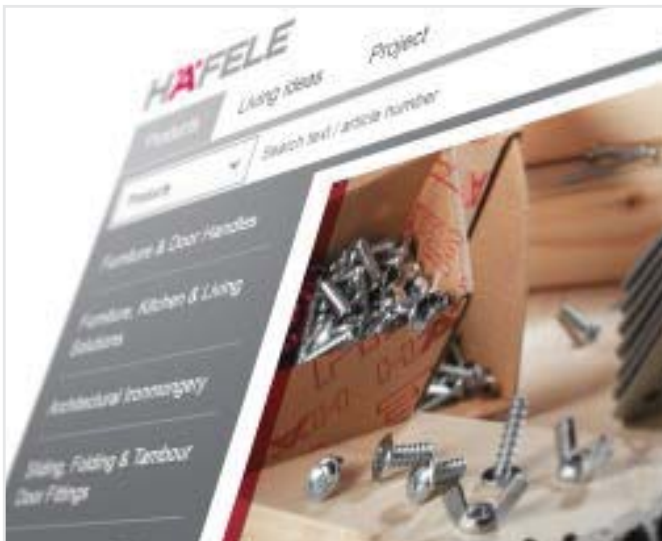 HÄFELE
Products
Living ideas
Project
Products
Search text / article number
Furniture & Door Handles
Furniture, Kitchen & Living
Solutions
Architectural Ironmongery
Sliding, Folding & Tambour
Door Fittings